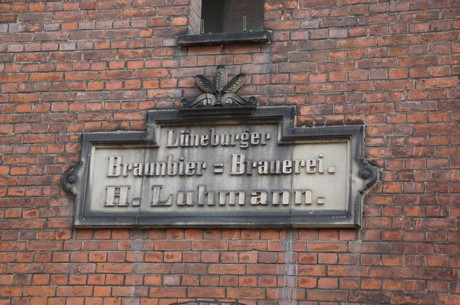 Lüneburger
Braunbier = Brauerei.
H. Luhmann.